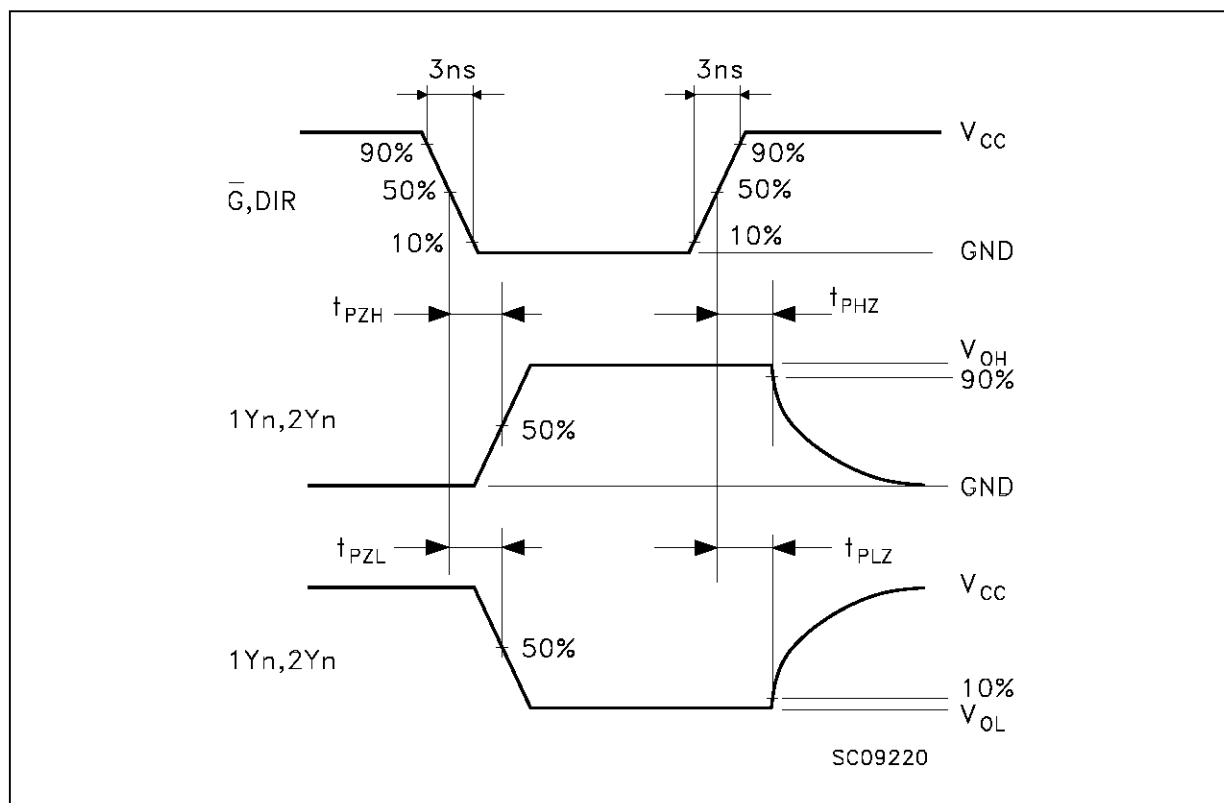 3ns 3ns
V_CC
90% 90%
50% 50%
G̅,DIR
10% 10%
GND
t_PZH t_PHZ
V_OH
90%
1Yn,2Yn
50%
GND
t_PZL t_PLZ
V_CC
1Yn,2Yn
50%
10%
V_OL
SC09220